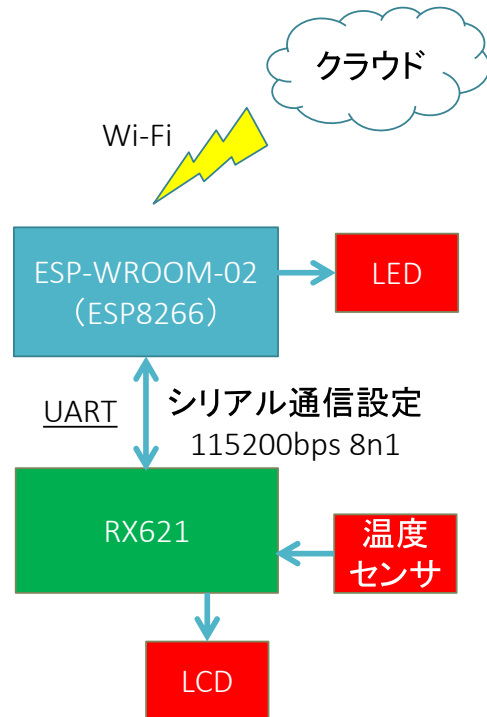 クラウド
Wi-Fi
ESP-WROOM-02
（ESP8266）
LED
UART
シリアル通信設定
115200bps 8n1
RX621
温度
センサ
LCD